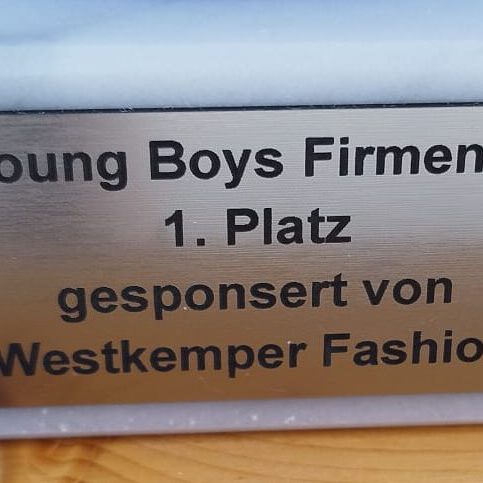 oung Boys Firmen
1. Platz
gesponsert von
Westkemper Fashio